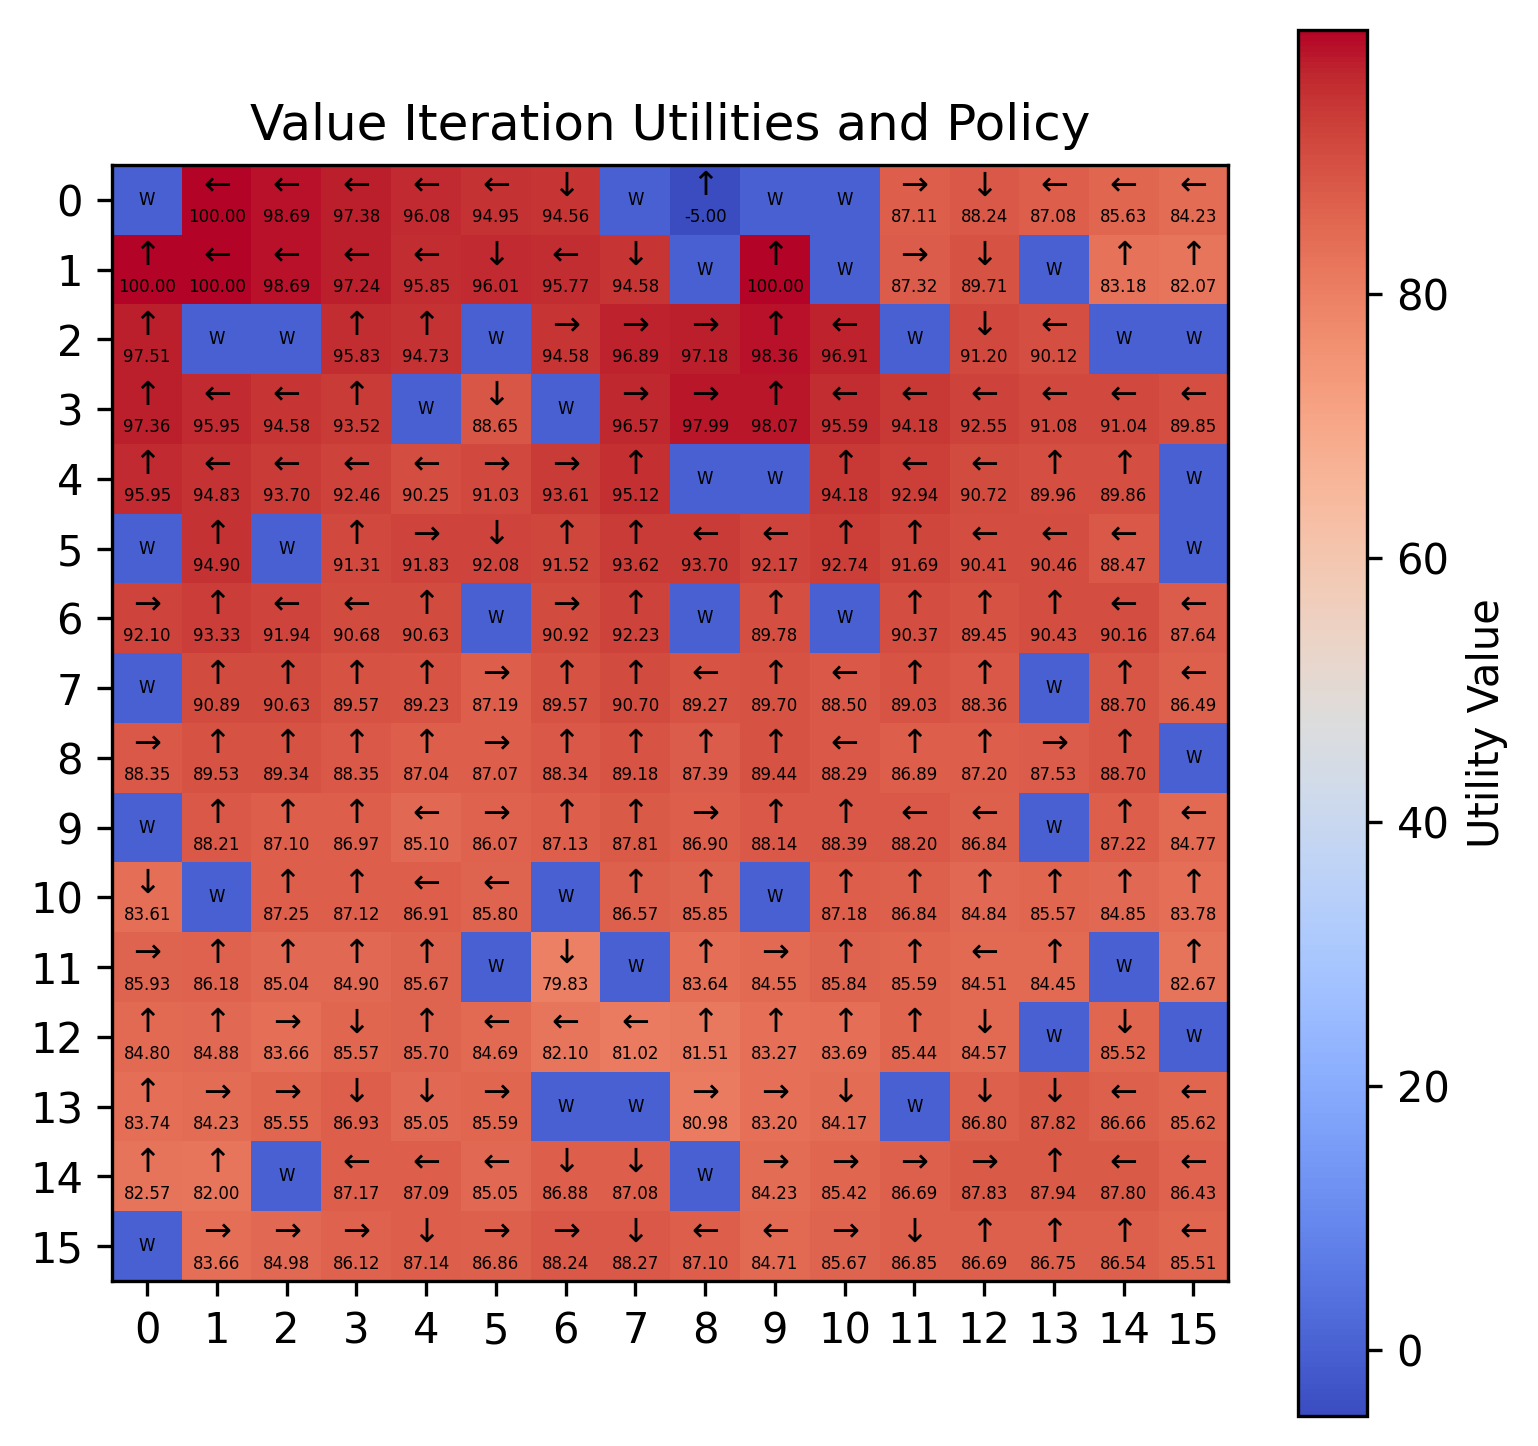 Value Iteration Utilities and Policy
0 W ← ← ← ← ← ↓ W ↑ W W → ↓ ← ← ←
100.00 98.69 97.38 96.08 94.95 94.56 -5.00 87.11 88.24 87.08 85.63 84.23
1 ↑ ← ← ← ← ↓ ← ↓ W ↑ W → ↓ W ↑ ↑
100.00 100.00 98.69 97.24 95.85 96.01 95.77 94.58 100.00 87.32 89.71 83.18 82.07
2 ↑ W W ↑ ↑ W → → → ↑ ← W ↓ ← W W
97.51 95.83 94.73 94.58 96.89 97.18 98.36 96.91 91.20 90.12
3 ↑ ← ← ↑ W ↓ W → → ↑ ← ← ← ← ← ←
97.36 95.95 94.58 93.52 88.65 96.57 97.99 98.07 95.59 94.18 92.55 91.08 91.04 89.85
4 ↑ ← ← ← ← → → ↑ W W ↑ ← ← ↑ ↑ W
95.95 94.83 93.70 92.46 90.25 91.03 93.61 95.12 94.18 92.94 90.72 89.96 89.86
5 W ↑ W ↑ → ↓ ↑ ↑ ← ← ↑ ↑ ← ← ← W
94.90 91.31 91.83 92.08 91.52 93.62 93.70 92.17 92.74 91.69 90.41 90.46 88.47
6 → ↑ ← ← ↑ W → ↑ W ↑ W ↑ ↑ ↑ ← ←
92.10 93.33 91.94 90.68 90.63 90.92 92.23 89.78 90.37 89.45 90.43 90.16 87.64
7 W ↑ ↑ ↑ ↑ → ↑ ↑ ← ↑ ← ↑ ↑ W ↑ ←
90.89 90.63 89.57 89.23 87.19 89.57 90.70 89.27 89.70 88.50 89.03 88.36 88.70 86.49
8 → ↑ ↑ ↑ ↑ → ↑ ↑ ↑ ↑ ← ↑ ↑ → ↑ W
88.35 89.53 89.34 88.35 87.04 87.07 88.34 89.18 87.39 89.44 88.29 86.89 87.20 87.53 88.70
9 W ↑ ↑ ↑ ← → ↑ ↑ → ↑ ↑ ← ← W ↑ ←
88.21 87.10 86.97 85.10 86.07 87.13 87.81 86.90 88.14 88.39 88.20 86.84 87.22 84.77
10 ↓ W ↑ ↑ ← ← W ↑ ↑ W ↑ ↑ ↑ ↑ ↑ ↑
83.61 87.25 87.12 86.91 85.80 86.57 85.85 87.18 86.84 84.84 85.57 84.85 83.78
11 → ↑ ↑ ↑ ↑ W ↓ W ↑ → ↑ ↑ ← ↑ W ↑
85.93 86.18 85.04 84.90 85.67 79.83 83.64 84.55 85.84 85.59 84.51 84.45 82.67
12 ↑ ↑ → ↓ ↑ ← ← ← ↑ ↑ ↑ ↑ ↓ W ↓ W
84.80 84.88 83.66 85.57 85.70 84.69 82.10 81.02 81.51 83.27 83.69 85.44 84.57 85.52
13 ↑ → → ↓ ↓ → W W → → ↓ W ↓ ↓ ← ←
83.74 84.23 85.55 86.93 85.05 85.59 80.98 83.20 84.17 86.80 87.82 86.66 85.62
14 ↑ ↑ W ← ← ← ↓ ↓ W → → → → ↑ ← ←
82.57 82.00 87.17 87.09 85.05 86.88 87.08 84.23 85.42 86.69 87.83 87.94 87.80 86.43
15 W → → → ↓ → → ↓ ← ← → ↓ ↑ ↑ ↑ ←
83.66 84.98 86.12 87.14 86.86 88.24 88.27 87.10 84.71 85.67 86.85 86.69 86.75 86.54 85.51
0 1 2 3 4 5 6 7 8 9 10 11 12 13 14 15
80
60
40
20
0
Utility Value